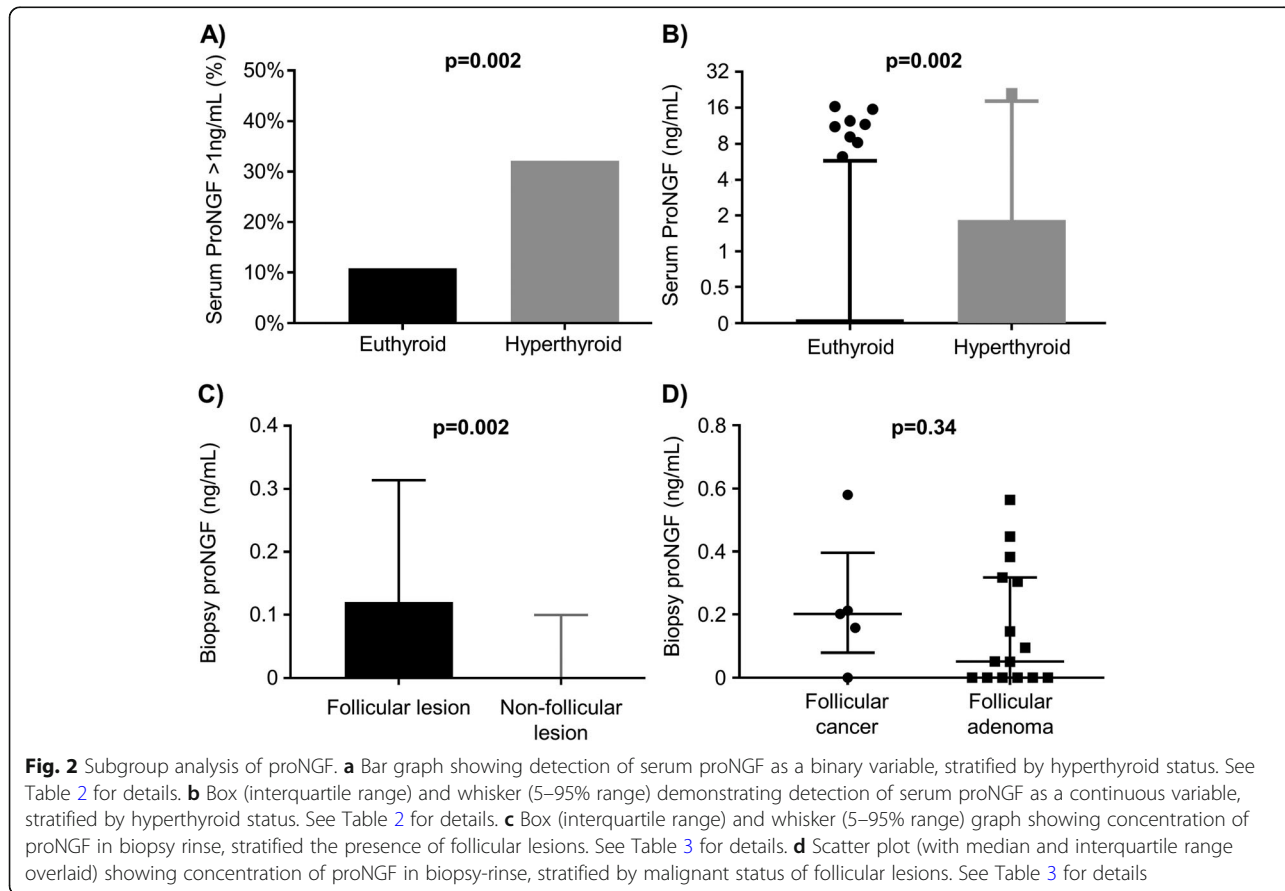 A)
p=0.002
50%
40%
30%
20%
10%
0%
Serum ProNGF >1ng/mL (%)
Euthyroid
Hyperthyroid
B)
p=0.002
32
16
8
4
2
1
0.5
0
Serum ProNGF (ng/mL)
Euthyroid
Hyperthyroid
C)
p=0.002
0.4
0.3
0.2
0.1
0
Biopsy proNGF (ng/mL)
Follicular lesion
Non-follicular
lesion
D)
p=0.34
0.8
0.6
0.4
0.2
0
Biopsy proNGF (ng/mL)
Follicular
cancer
Follicular
adenoma
Fig. 2 Subgroup analysis of proNGF. a Bar graph showing detection of serum proNGF as a binary variable, stratified by hyperthyroid status. See
Table 2 for details. b Box (interquartile range) and whisker (5–95% range) demonstrating detection of serum proNGF as a continuous variable,
stratified by hyperthyroid status. See Table 2 for details. c Box (interquartile range) and whisker (5–95% range) graph showing concentration of
proNGF in biopsy rinse, stratified the presence of follicular lesions. See Table 3 for details. d Scatter plot (with median and interquartile range
overlaid) showing concentration of proNGF in biopsy-rinse, stratified by malignant status of follicular lesions. See Table 3 for details